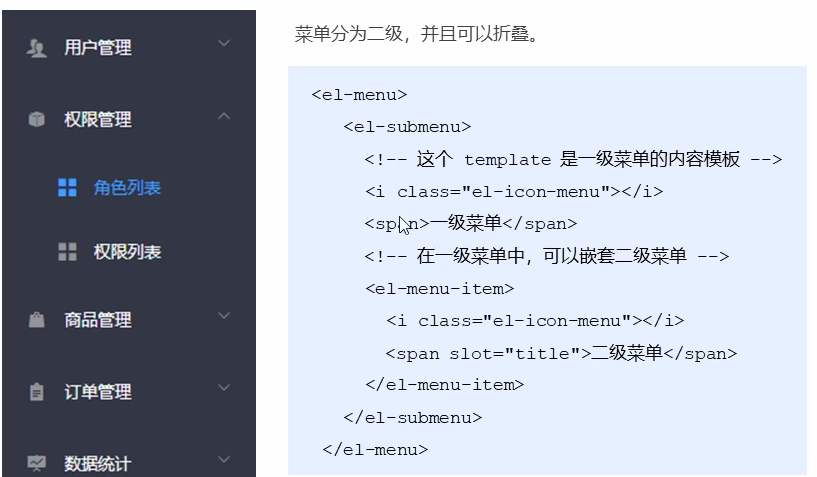 用户管理
权限管理
角色列表
权限列表
商品管理
订单管理
数据统计
菜单分为二级，并且可以折叠。
<el-menu>
<el-submenu>
<!-- 这个 template 是一级菜单的内容模板 -->
<i class="el-icon-menu"></i>
<span>一级菜单</span>
<!-- 在一级菜单中，可以嵌套二级菜单 -->
<el-menu-item>
<i class="el-icon-menu"></i>
<span slot="title">二级菜单</span>
</el-menu-item>
</el-submenu>
</el-menu>